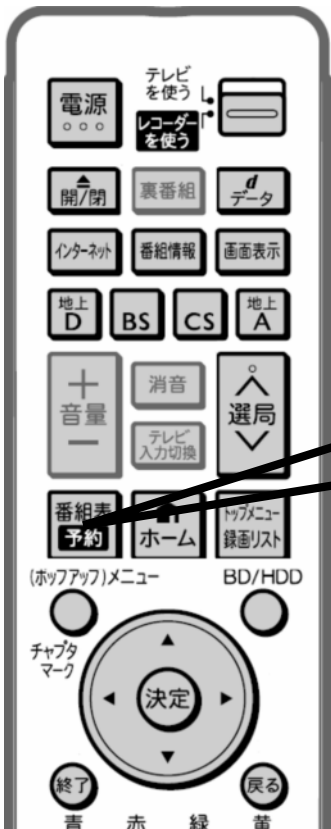 テレビ
を使う
電源
レコーダー
を使う
開/閉
裏番組
d
データ
インターネット
番組情報
画面表示
地上
D
BS
CS
地上
A
＋
音量
－
消音
テレビ
入力切換
選局
番組表
予約
ホーム
トップメニュー
録画リスト
(ポップアップ)メニュー
BD/HDD
チャプタ
マーク
決定
終了
戻る
青
赤
緑
黄